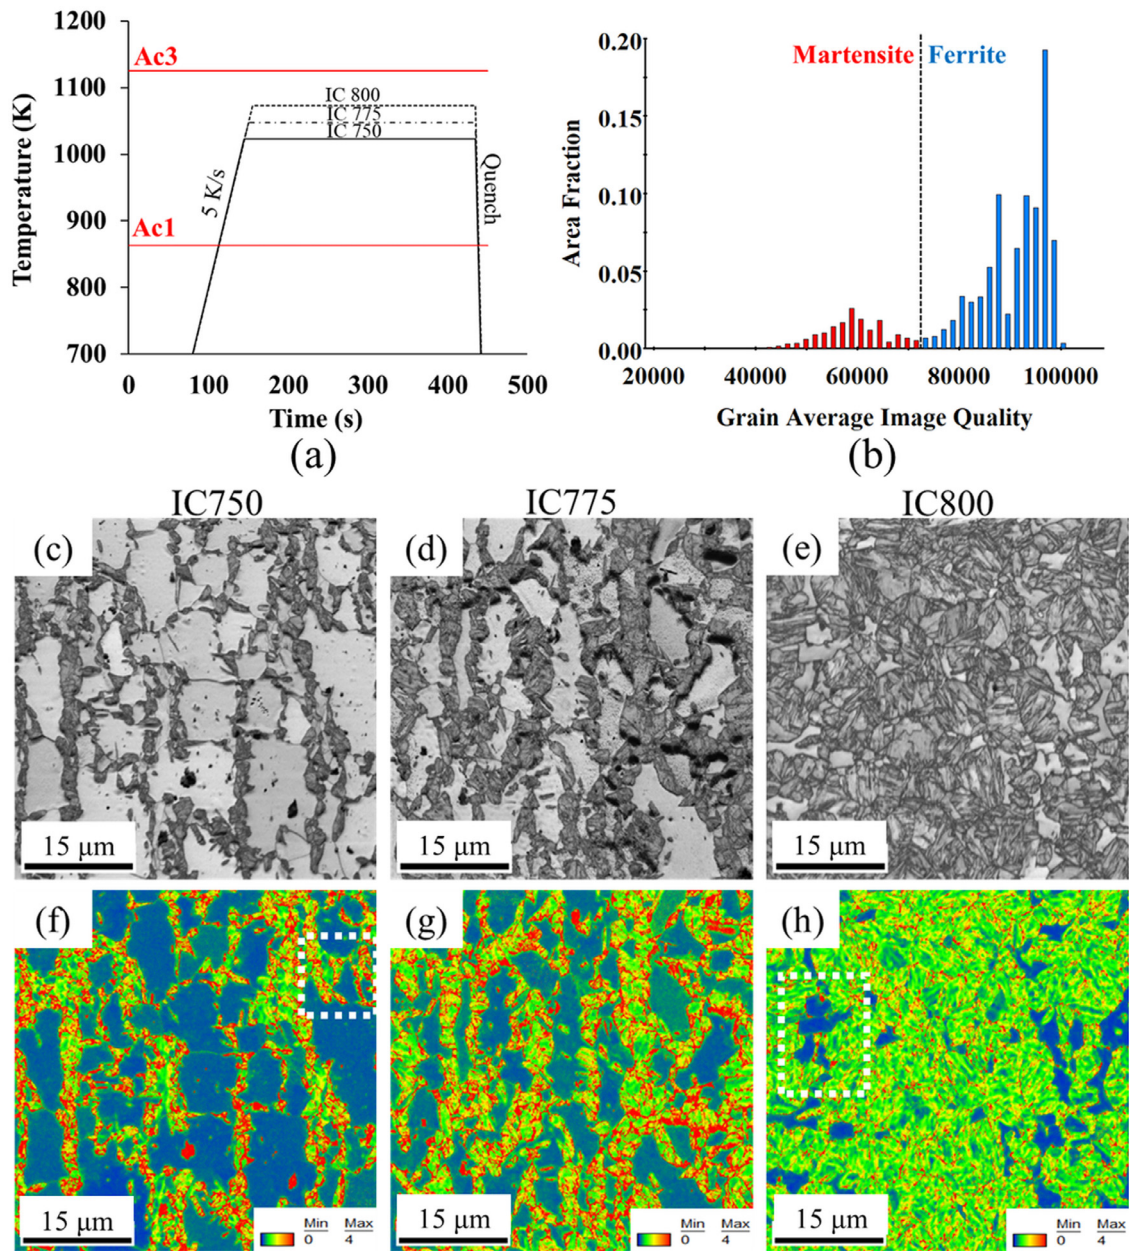 1200
1100
1000
900
800
700
Temperature (K)
Ac3
IC 800
IC 775
IC 750
5 K/s
Quench
Ac1
0 100 200 300 400 500
Time (s)
(a)
0.20
0.15
0.10
0.05
0.00
Area Fraction
Martensite Ferrite
20000 40000 60000 80000 100000
Grain Average Image Quality
(b)
IC750 IC775 IC800
(c) (d) (e)
15 μm 15 μm 15 μm
(f) (g) (h)
15 μm 15 μm 15 μm
Min Max Min Max Min Max
0 4 0 4 0 4